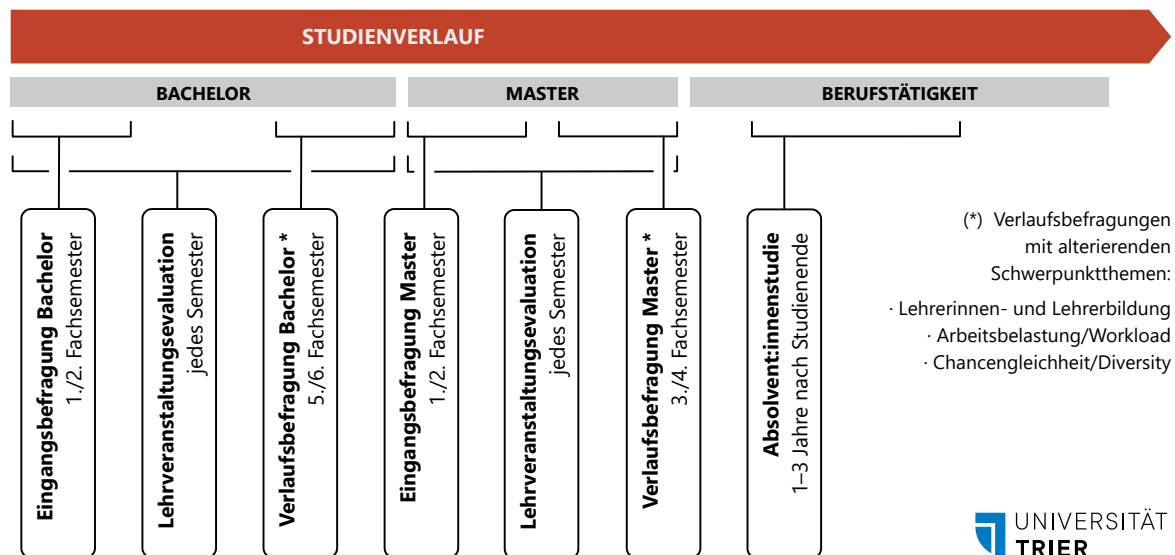 STUDIENVERLAUF
BACHELOR
MASTER
BERUFSTÄTIGKEIT
Eingangsbefragung Bachelor
1./2. Fachsemester
Lehrveranstaltungsevaluation
jedes Semester
Verlaufsbefragung Bachelor *
5./6. Fachsemester
Eingangsbefragung Master
1./2. Fachsemester
Lehrveranstaltungsevaluation
jedes Semester
Verlaufsbefragung Master *
3./4. Fachsemester
Absolvent:innenstudie
1–3 Jahre nach Studienende
(*) Verlaufsbefragungen
mit alterierenden
Schwerpunktthemen:
· Lehrerinnen- und Lehrerbildung
· Arbeitsbelastung/Workload
· Chancengleichheit/Diversity
UNIVERSITÄT
TRIER